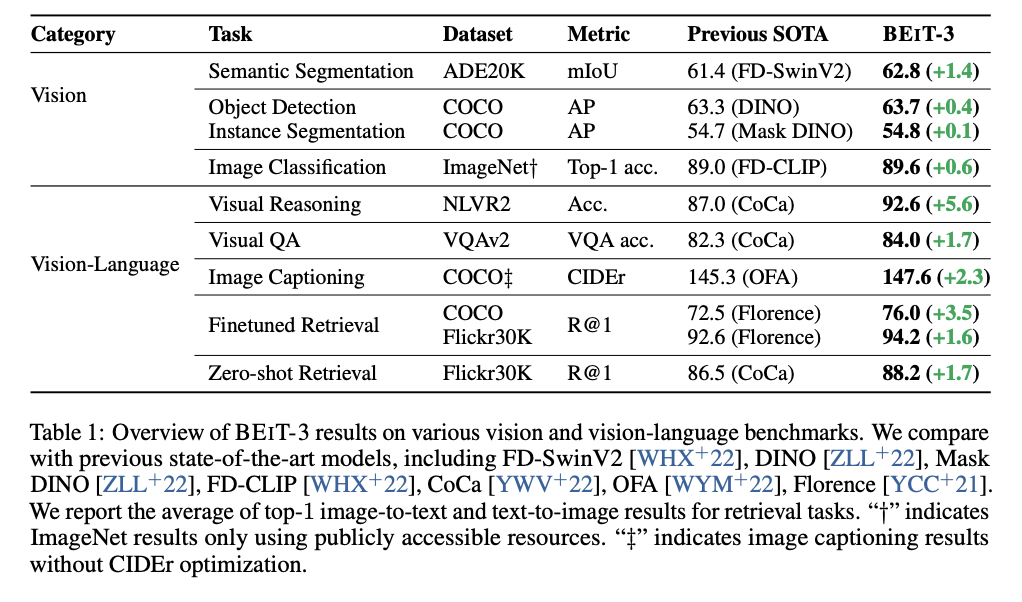 Category Task Dataset Metric Previous SOTA BEIT-3
Vision
Semantic Segmentation ADE20K mIoU 61.4 (FD-SwinV2) 62.8 (+1.4)
Object Detection COCO AP 63.3 (DINO) 63.7 (+0.4)
Instance Segmentation COCO AP 54.7 (Mask DINO) 54.8 (+0.1)
Image Classification ImageNet† Top-1 acc. 89.0 (FD-CLIP) 89.6 (+0.6)
Vision-Language
Visual Reasoning NLVR2 Acc. 87.0 (CoCa) 92.6 (+5.6)
Visual QA VQAv2 VQA acc. 82.3 (CoCa) 84.0 (+1.7)
Image Captioning COCO‡ CIDEr 145.3 (OFA) 147.6 (+2.3)
Finetuned Retrieval
COCO 72.5 (Florence) 76.0 (+3.5)
R@1
Flickr30K 92.6 (Florence) 94.2 (+1.6)
Zero-shot Retrieval Flickr30K R@1 86.5 (CoCa) 88.2 (+1.7)
Table 1: Overview of BEIT-3 results on various vision and vision-language benchmarks. We compare
with previous state-of-the-art models, including FD-SwinV2 [WHX+22], DINO [ZLL+22], Mask
DINO [ZLL+22], FD-CLIP [WHX+22], CoCa [YWV+22], OFA [WYM+22], Florence [YCC+21].
We report the average of top-1 image-to-text and text-to-image results for retrieval tasks. “†” indicates
ImageNet results only using publicly accessible resources. “‡” indicates image captioning results
without CIDEr optimization.